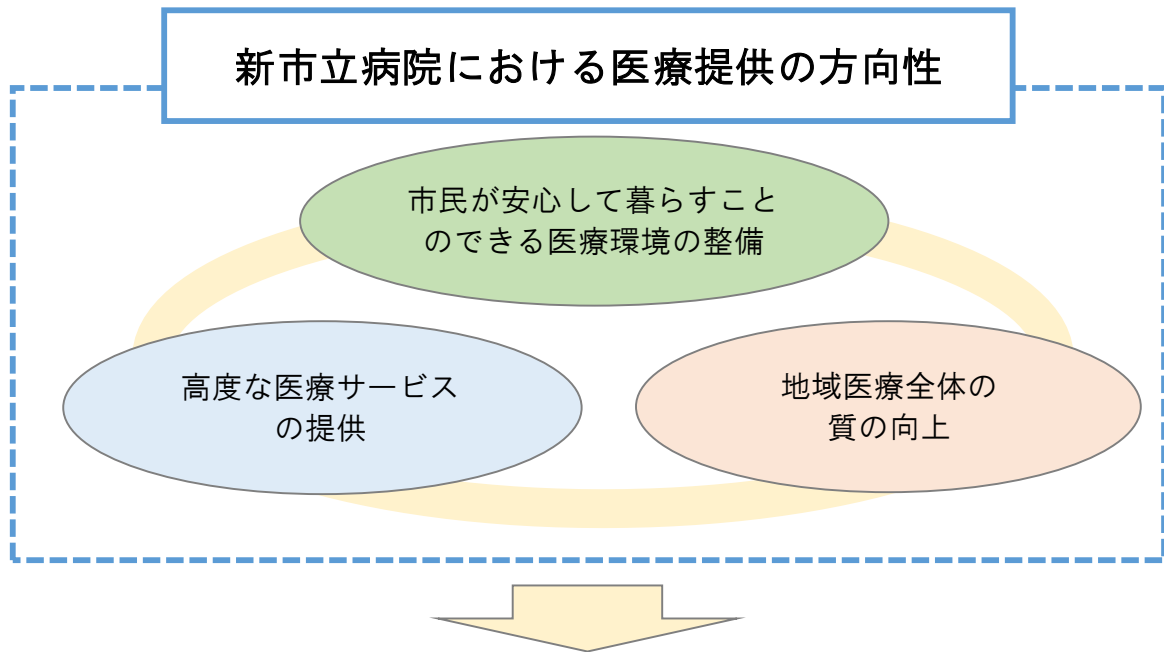 新市立病院における医療提供の方向性
市民が安心して暮らすこと
のできる医療環境の整備
高度な医療サービス
の提供
地域医療全体の
質の向上